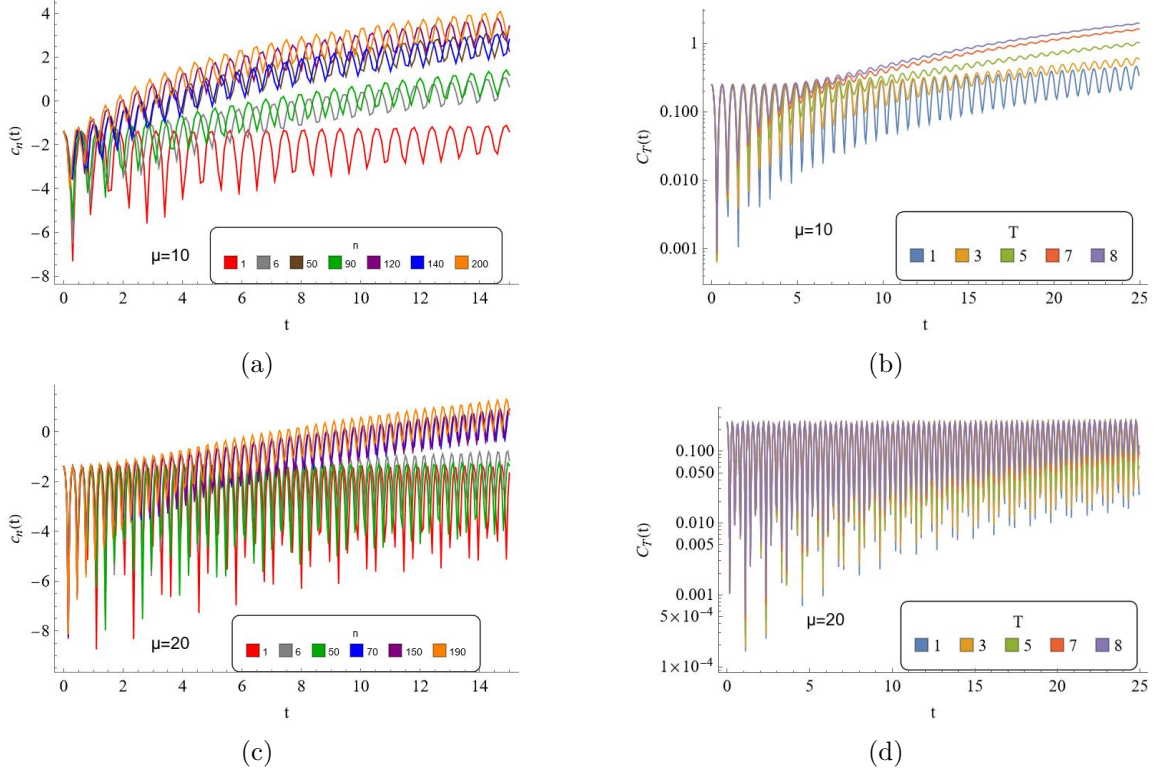 4
2
0
−2
−4
−6
−8
cn(t)
μ=10
n
1 6 50 90 120 140 200
0 2 4 6 8 10 12 14
t
(a)
1
0.100
0.010
0.001
CT(t)
μ=10
T
1 3 5 7 8
0 5 10 15 20 25
t
(b)
0
−2
−4
−6
−8
cn(t)
μ=20
n
1 6 50 70 150 190
0 2 4 6 8 10 12 14
t
(c)
0.100
0.050
0.010
0.005
0.001
5×10⁻⁴
1×10⁻⁴
CT(t)
μ=20
T
1 3 5 7 8
0 5 10 15 20 25
t
(d)